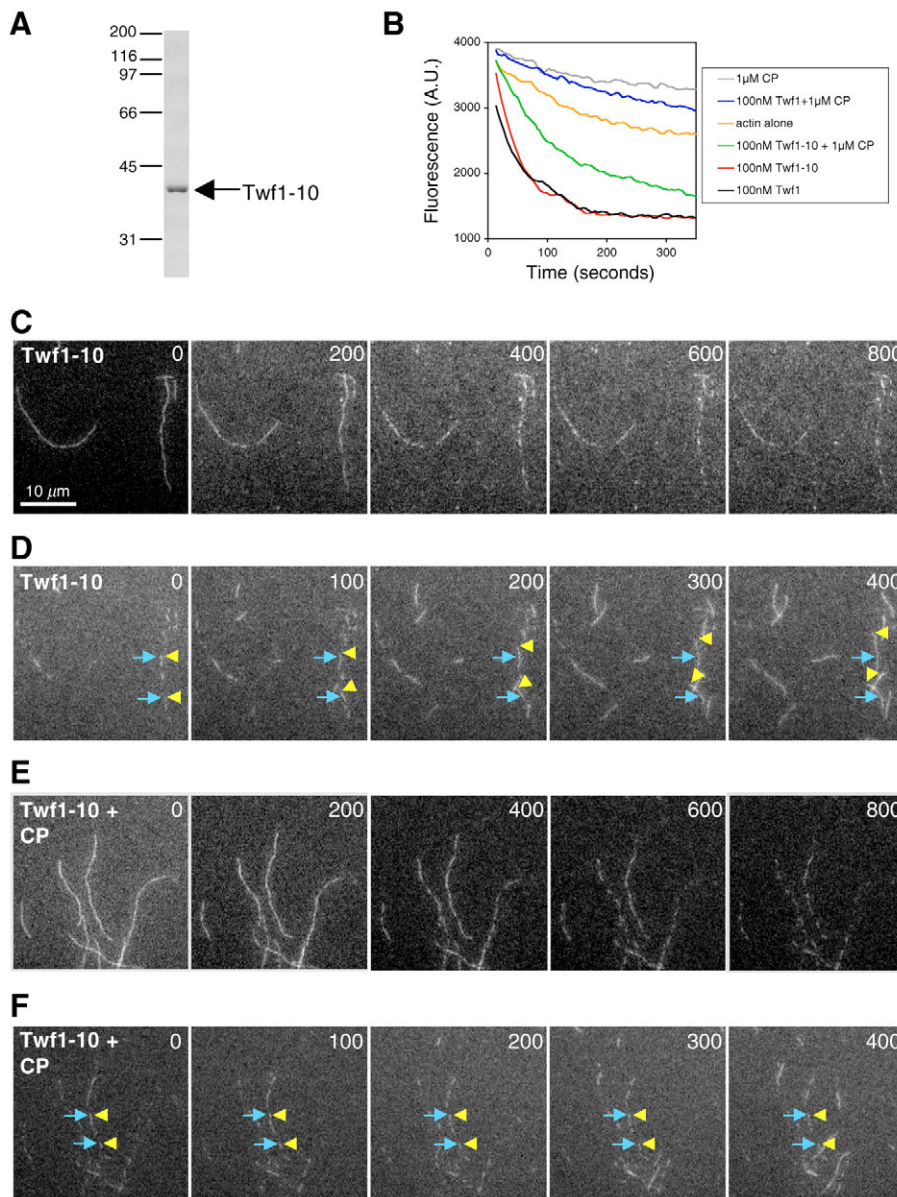 A
200
116
97
66
45
31
Twf1-10
B
Fluorescence (A.U.)
4000
3000
2000
1000
0
100
200
300
Time (seconds)
1µM CP
100nM Twf1+1µM CP
actin alone
100nM Twf1-10 + 1µM CP
100nM Twf1-10
100nM Twf1
C
Twf1-10 0
200
400
600
800
10 µm
D
Twf1-10 0
100
200
300
400
E
Twf1-10 + 0
CP
200
400
600
800
F
Twf1-10 + 0
CP
100
200
300
400